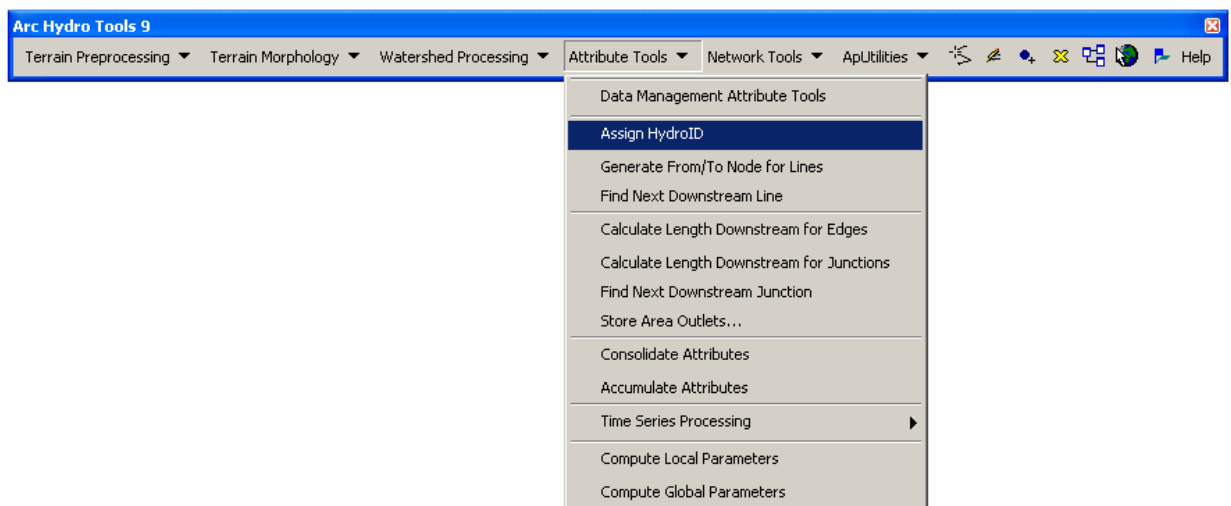 Arc Hydro Tools 9
Terrain Preprocessing Terrain Morphology Watershed Processing Attribute Tools Network Tools ApUtilities Help
Data Management Attribute Tools
Assign HydroID
Generate From/To Node for Lines
Find Next Downstream Line
Calculate Length Downstream for Edges
Calculate Length Downstream for Junctions
Find Next Downstream Junction
Store Area Outlets...
Consolidate Attributes
Accumulate Attributes
Time Series Processing
Compute Local Parameters
Compute Global Parameters